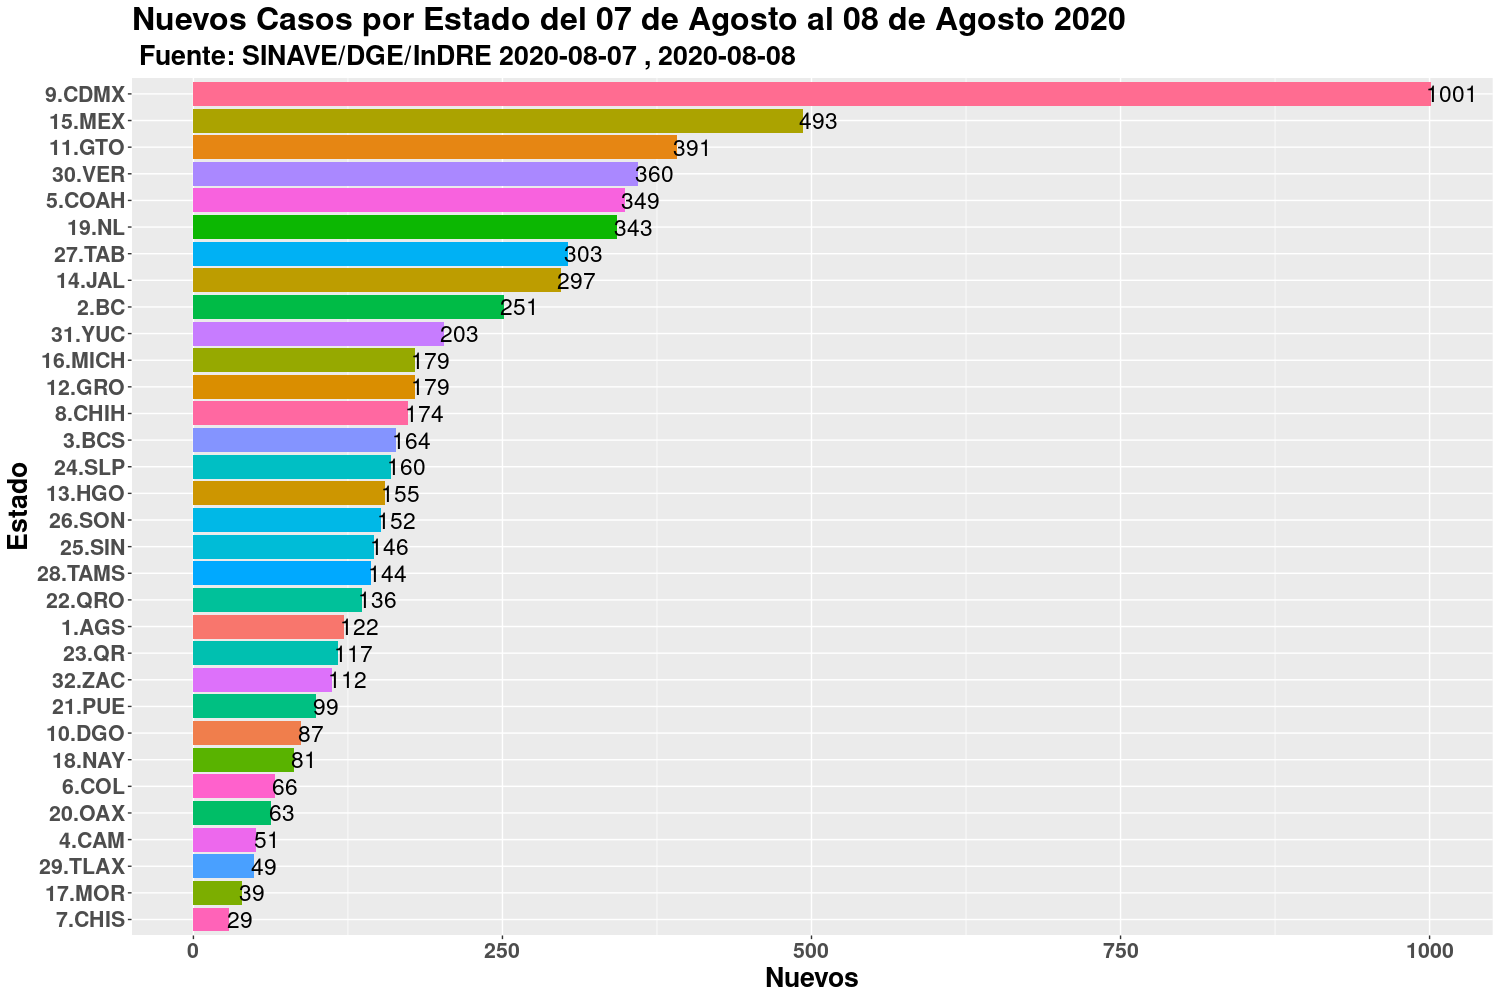 Nuevos Casos por Estado del 07 de Agosto al 08 de Agosto 2020
Fuente: SINAVE/DGE/InDRE 2020-08-07 , 2020-08-08
Estado
9.CDMX 1001
15.MEX 493
11.GTO 391
30.VER 360
5.COAH 349
19.NL 343
27.TAB 303
14.JAL 297
2.BC 251
31.YUC 203
16.MICH 179
12.GRO 179
8.CHIH 174
3.BCS 164
24.SLP 160
13.HGO 155
26.SON 152
25.SIN 146
28.TAMS 144
22.QRO 136
1.AGS 122
23.QR 117
32.ZAC 112
21.PUE 99
10.DGO 87
18.NAY 81
6.COL 66
20.OAX 63
4.CAM 51
29.TLAX 49
17.MOR 39
7.CHIS 29
0 250 500 750 1000
Nuevos